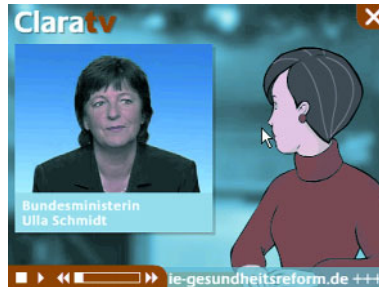 Claratv
Bundesministerin
Ulla Schmidt
ie-gesundheitsreform.de +++